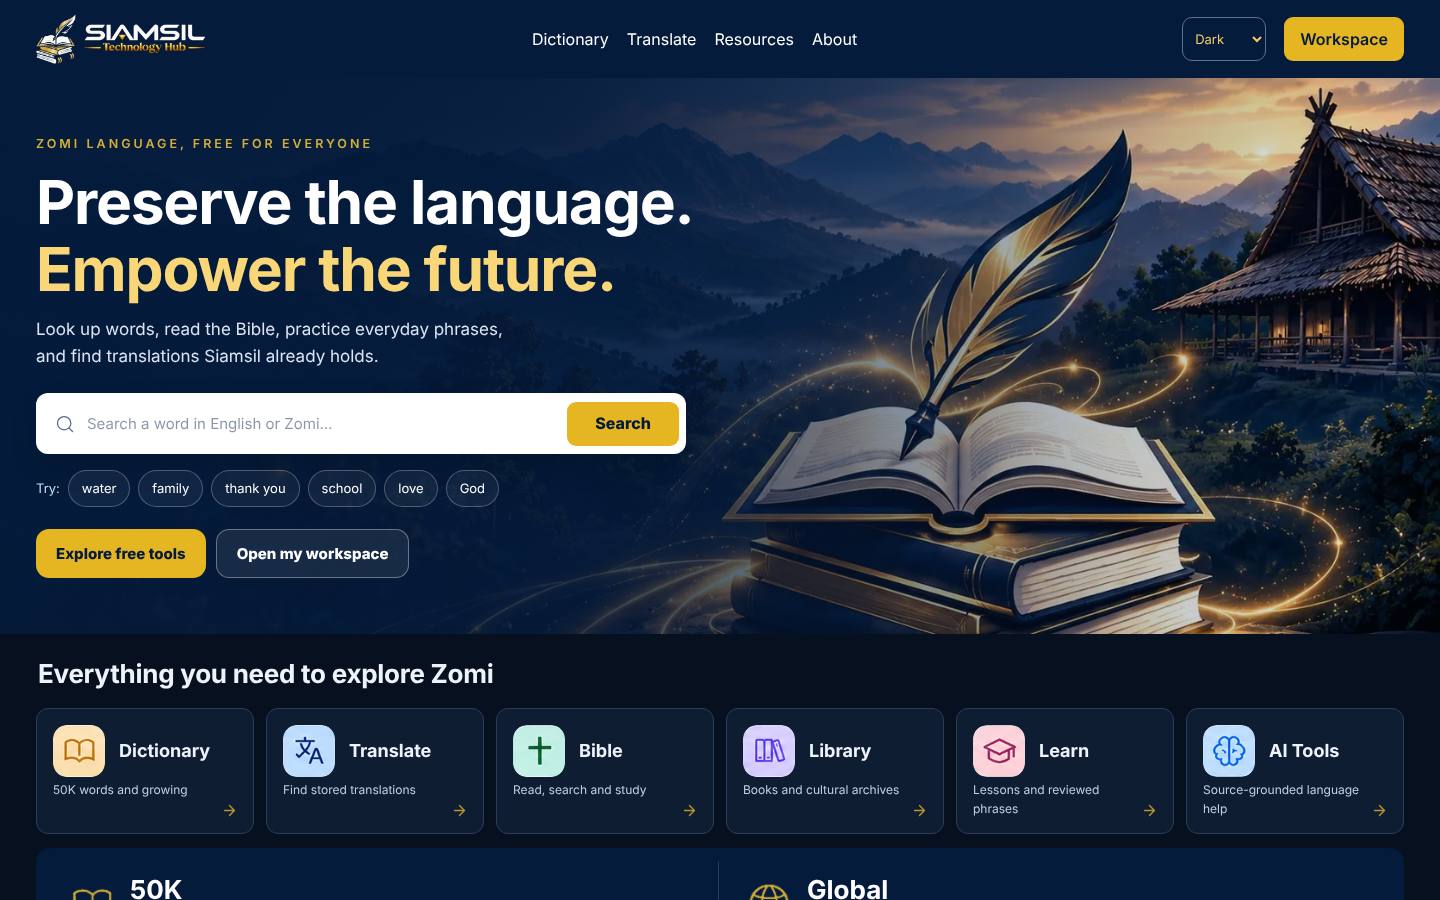 SIAMSIL
Technology Hub
Dictionary Translate Resources About
Dark
Workspace
ZOMI LANGUAGE, FREE FOR EVERYONE
Preserve the language.
Empower the future.
Look up words, read the Bible, practice everyday phrases,
and find translations Siamsil already holds.
Search a word in English or Zomi...
Search
Try: water family thank you school love God
Explore free tools
Open my workspace
Everything you need to explore Zomi
Dictionary
50K words and growing
Translate
Find stored translations
Bible
Read, search and study
Library
Books and cultural archives
Learn
Lessons and reviewed
phrases
AI Tools
Source-grounded language
help
50K
Global